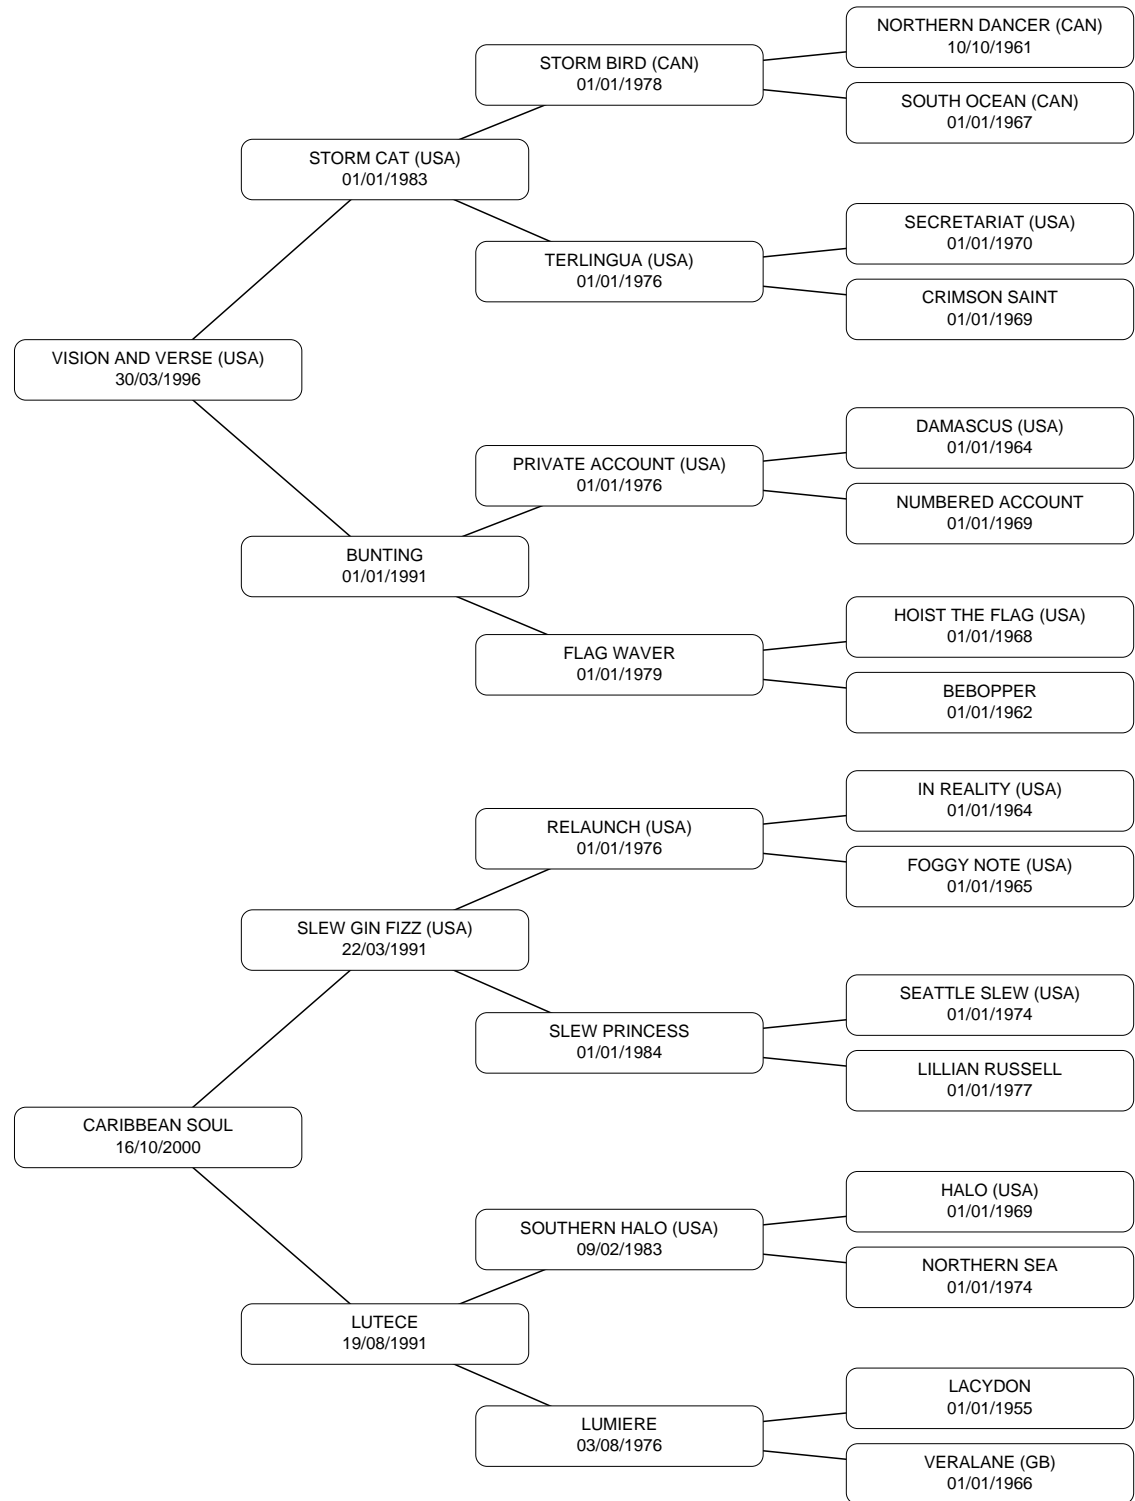 NORTHERN DANCER (CAN)
10/10/1961
STORM BIRD (CAN)
01/01/1978
SOUTH OCEAN (CAN)
01/01/1967
STORM CAT (USA)
01/01/1983
SECRETARIAT (USA)
01/01/1970
TERLINGUA (USA)
01/01/1976
CRIMSON SAINT
01/01/1969
VISION AND VERSE (USA)
30/03/1996
DAMASCUS (USA)
01/01/1964
PRIVATE ACCOUNT (USA)
01/01/1976
NUMBERED ACCOUNT
01/01/1969
BUNTING
01/01/1991
HOIST THE FLAG (USA)
01/01/1968
FLAG WAVER
01/01/1979
BEBOPPER
01/01/1962
IN REALITY (USA)
01/01/1964
RELAUNCH (USA)
01/01/1976
FOGGY NOTE (USA)
01/01/1965
SLEW GIN FIZZ (USA)
22/03/1991
SEATTLE SLEW (USA)
01/01/1974
SLEW PRINCESS
01/01/1984
LILLIAN RUSSELL
01/01/1977
CARIBBEAN SOUL
16/10/2000
HALO (USA)
01/01/1969
SOUTHERN HALO (USA)
09/02/1983
NORTHERN SEA
01/01/1974
LUTECE
19/08/1991
LACYDON
01/01/1955
LUMIERE
03/08/1976
VERALANE (GB)
01/01/1966